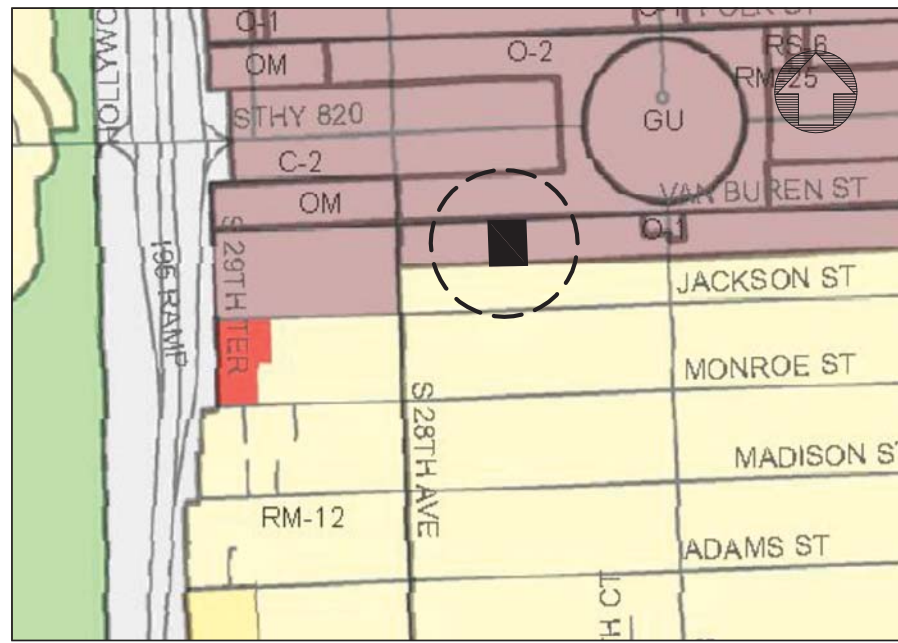 O-1
O-2
RS-6
OM
RM-25
STHY 820
GU
C-2
VAN BUREN ST
OM
O-1
S 29TH TER
I95 RAMP
JACKSON ST
MONROE ST
S 28TH AVE
MADISON ST
RM-12
ADAMS ST